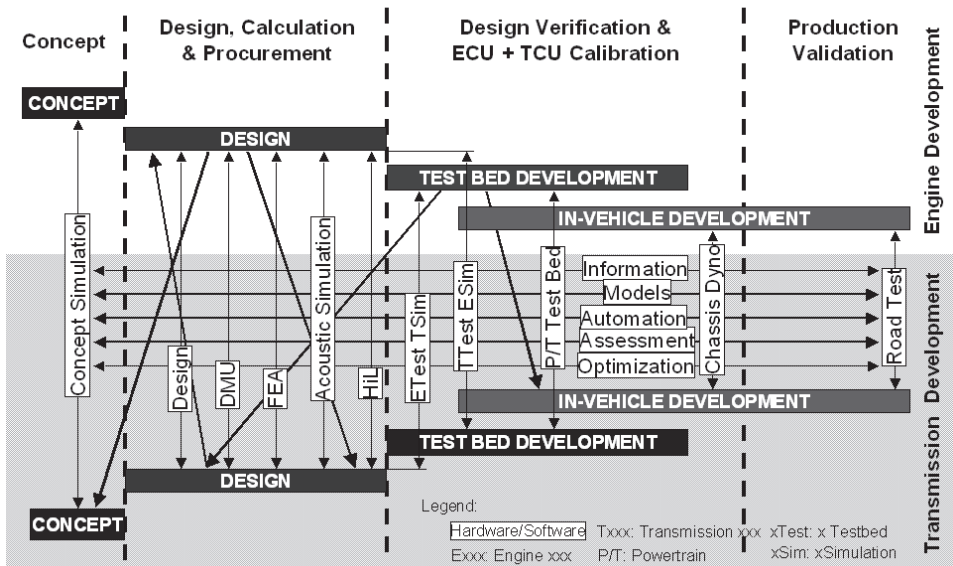 Concept
Design, Calculation
& Procurement
Design Verification &
ECU + TCU Calibration
Production
Validation
CONCEPT
DESIGN
TEST BED DEVELOPMENT
IN-VEHICLE DEVELOPMENT
Engine Development
Concept Simulation
Design
DMU
FEA
Acoustic Simulation
HiL
ETest TSim
TTest ESim
P/T Test Bed
Information
Models
Automation
Assessment
Optimization
Chassis Dyno
Road Test
IN-VEHICLE DEVELOPMENT
TEST BED DEVELOPMENT
DESIGN
CONCEPT
Transmission Development
Legend:
Hardware/Software Txxx: Transmission xxx xTest: x Testbed
Exxx: Engine xxx P/T: Powertrain xSim: xSimulation